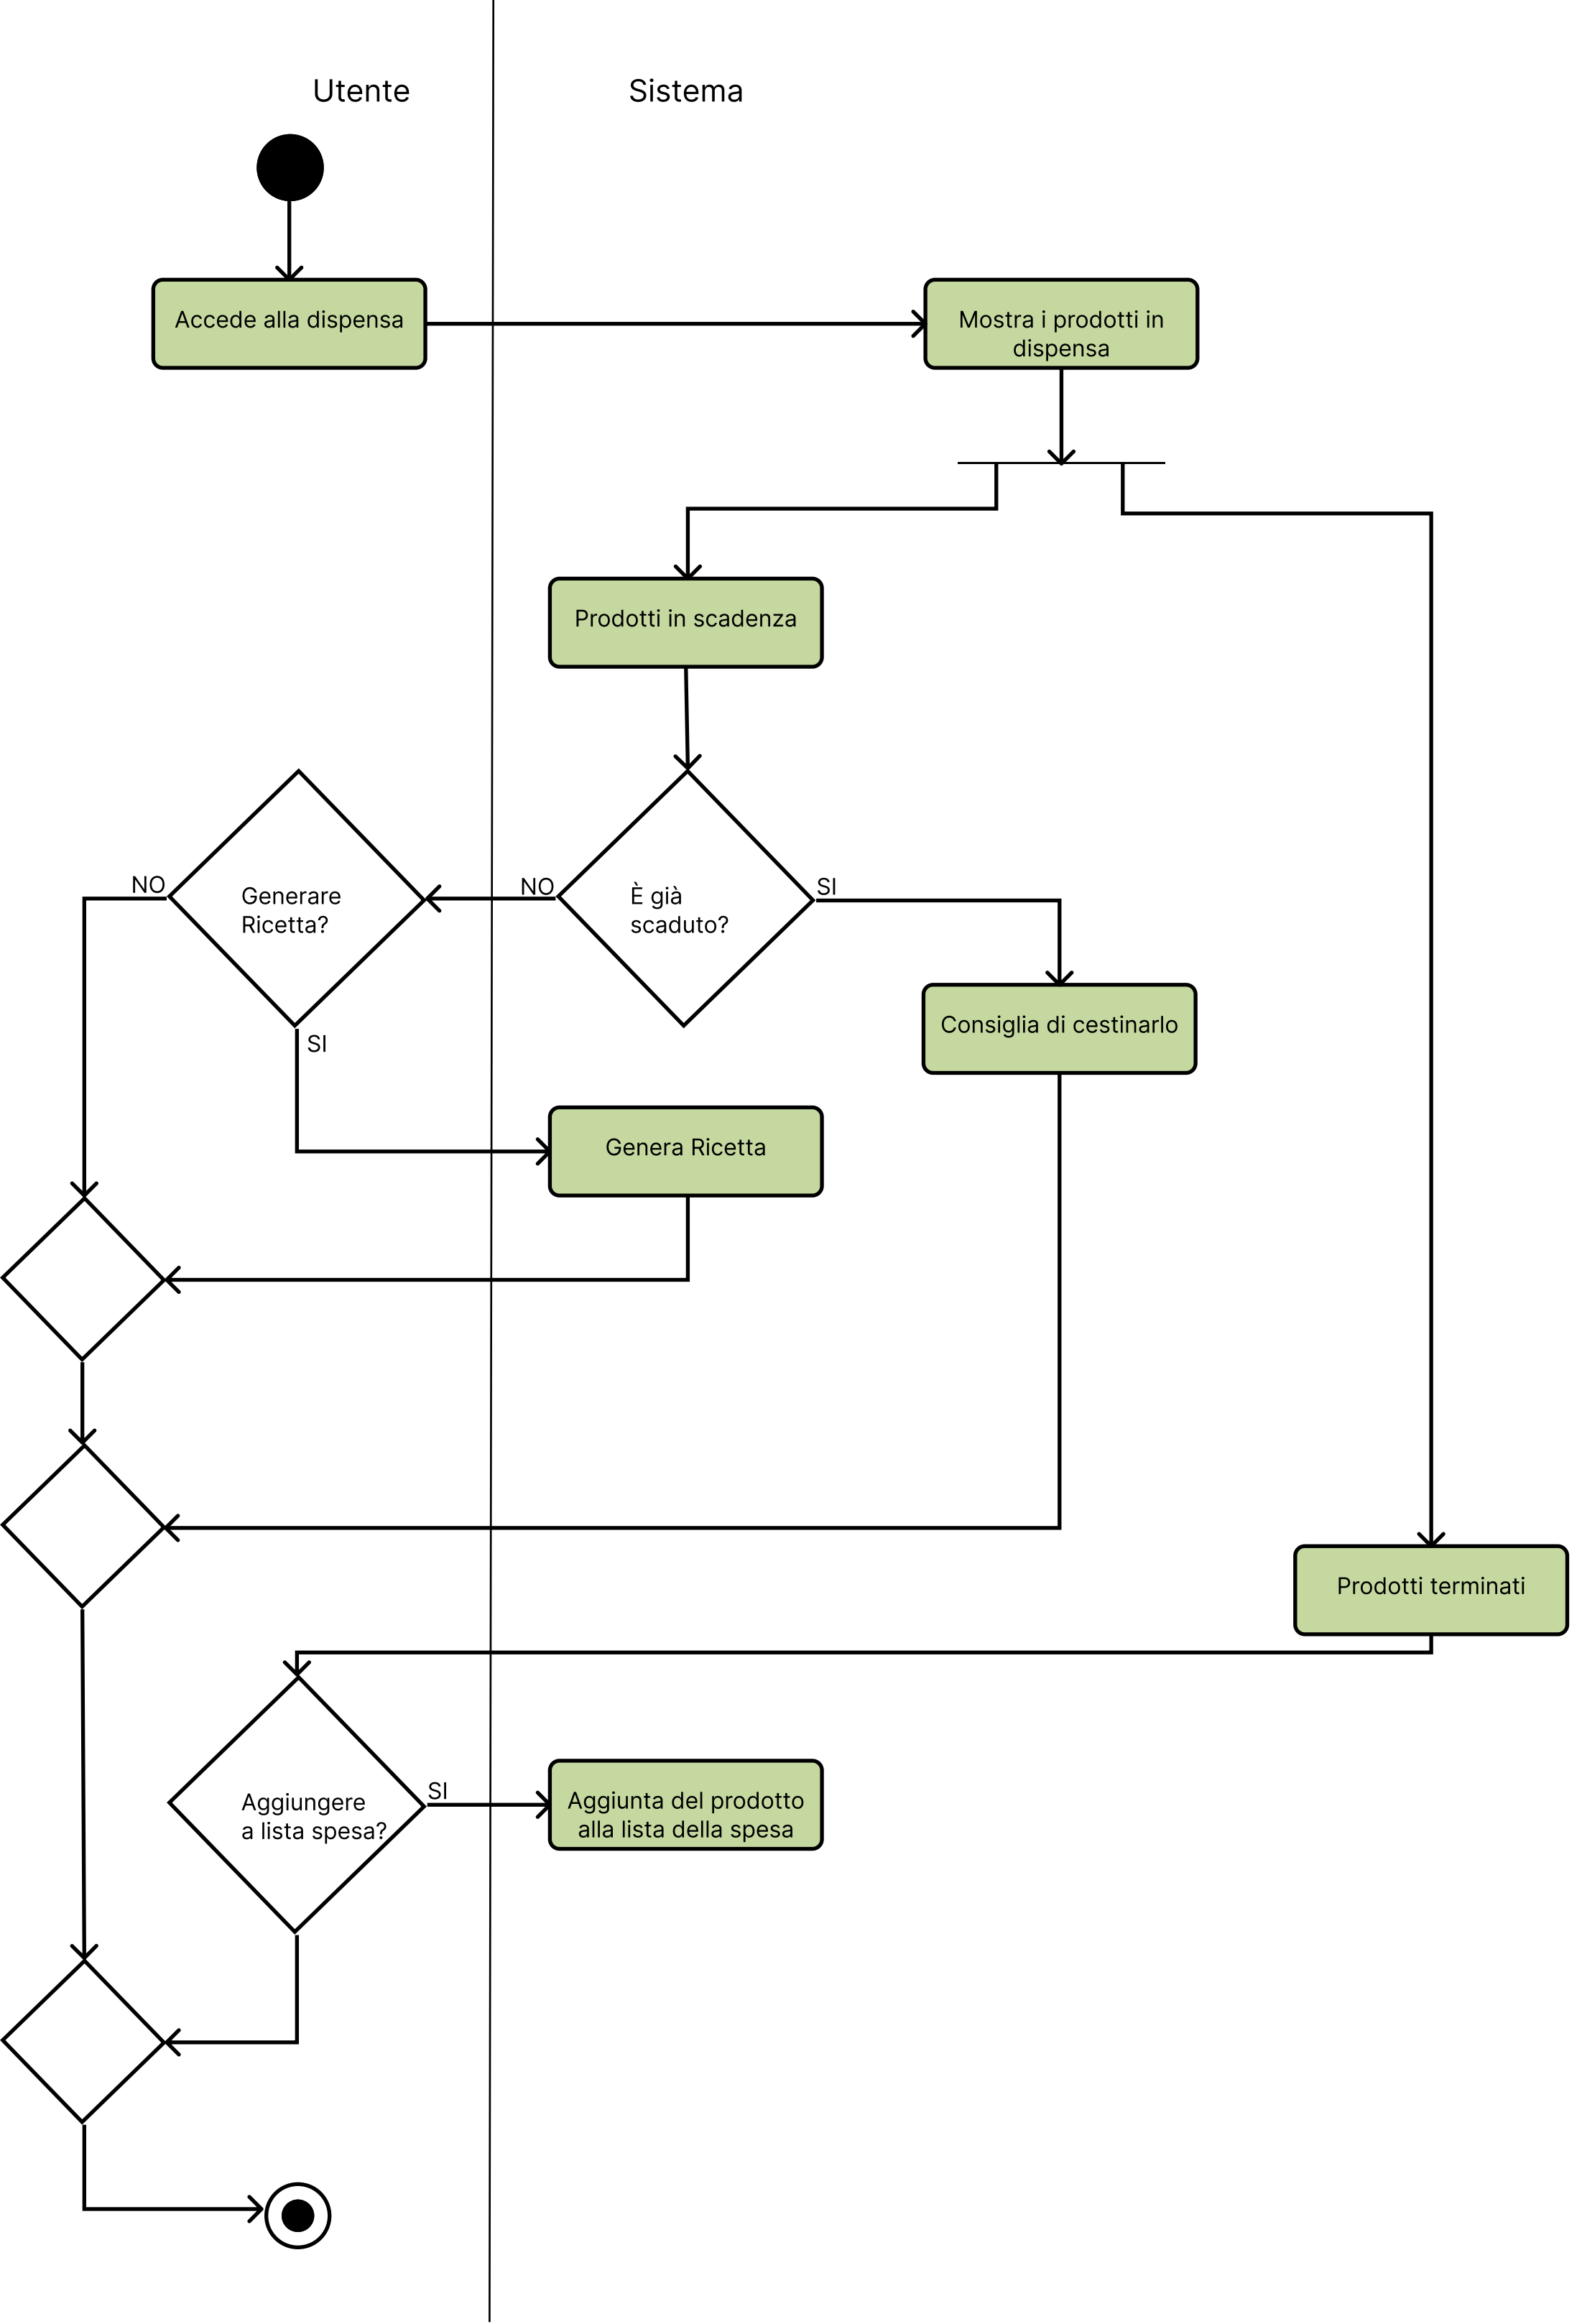 Utente
Sistema
Accede alla dispensa
Mostra i prodotti in
dispensa
Prodotti in scadenza
NO
Generare
Ricetta?
NO
È già
scaduto?
SI
SI
Consiglia di cestinarlo
Genera Ricetta
Prodotti terminati
Aggiungere
a lista spesa?
SI
Aggiunta del prodotto
alla lista della spesa